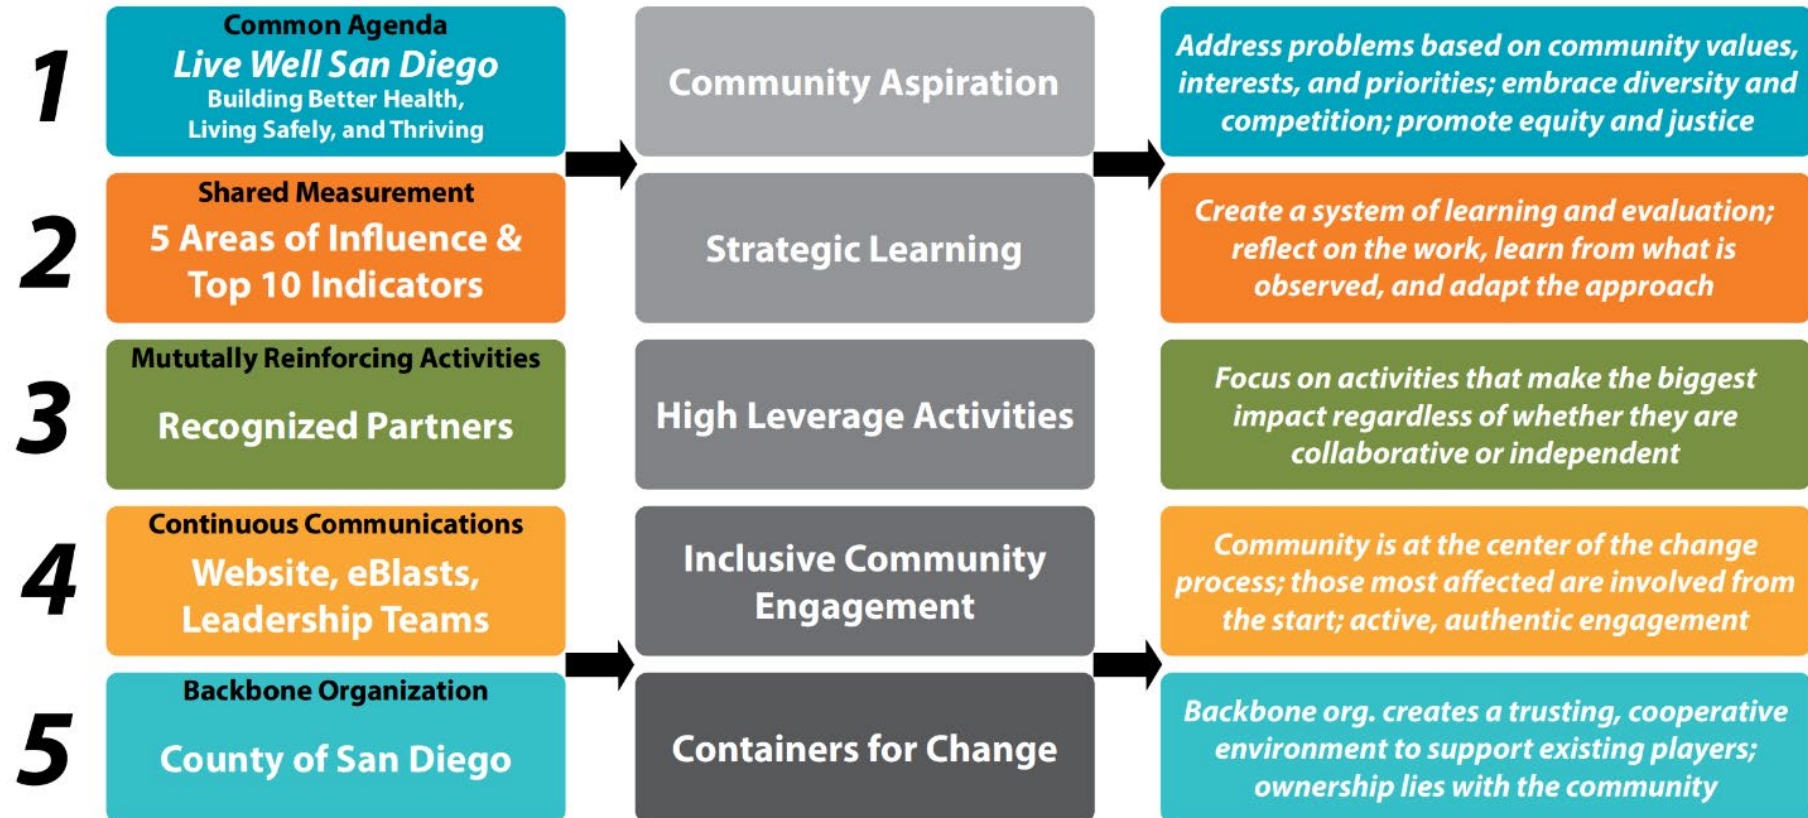 1
Common Agenda
Live Well San Diego
Building Better Health,
Living Safely, and Thriving
Community Aspiration
Address problems based on community values,
interests, and priorities; embrace diversity and
competition; promote equity and justice
2
Shared Measurement
5 Areas of Influence &
Top 10 Indicators
Strategic Learning
Create a system of learning and evaluation;
reflect on the work, learn from what is
observed, and adapt the approach
3
Mututally Reinforcing Activities
Recognized Partners
High Leverage Activities
Focus on activities that make the biggest
impact regardless of whether they are
collaborative or independent
4
Continuous Communications
Website, eBlasts,
Leadership Teams
Inclusive Community
Engagement
Community is at the center of the change
process; those most affected are involved from
the start; active, authentic engagement
5
Backbone Organization
County of San Diego
Containers for Change
Backbone org. creates a trusting, cooperative
environment to support existing players;
ownership lies with the community